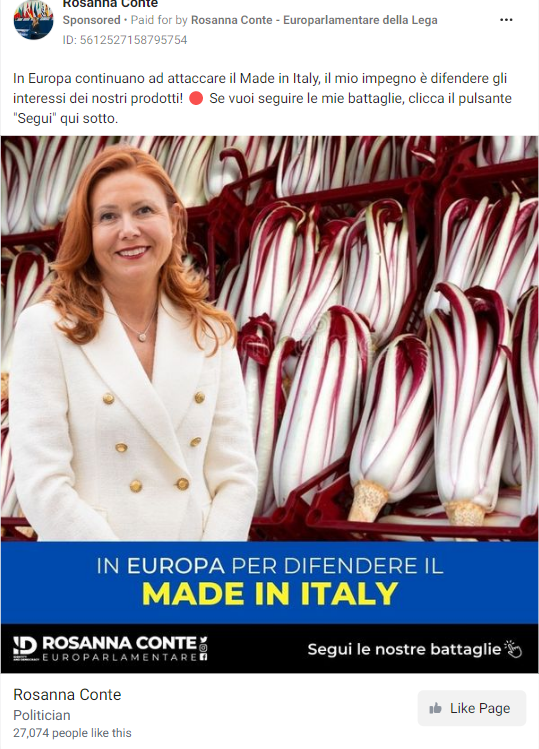 Rosanna Conte
Sponsored • Paid for by Rosanna Conte - Europarlamentare della Lega
ID: 5612527158795754
In Europa continuano ad attaccare il Made in Italy, il mio impegno è difendere gli
interessi dei nostri prodotti! 🔴 Se vuoi seguire le mie battaglie, clicca il pulsante
"Segui" qui sotto.
IN EUROPA PER DIFENDERE IL
MADE IN ITALY
ID ROSANNA CONTE
EUROPARLAMENTARE
Segui le nostre battaglie
Rosanna Conte
Politician
27,074 people like this
Like Page